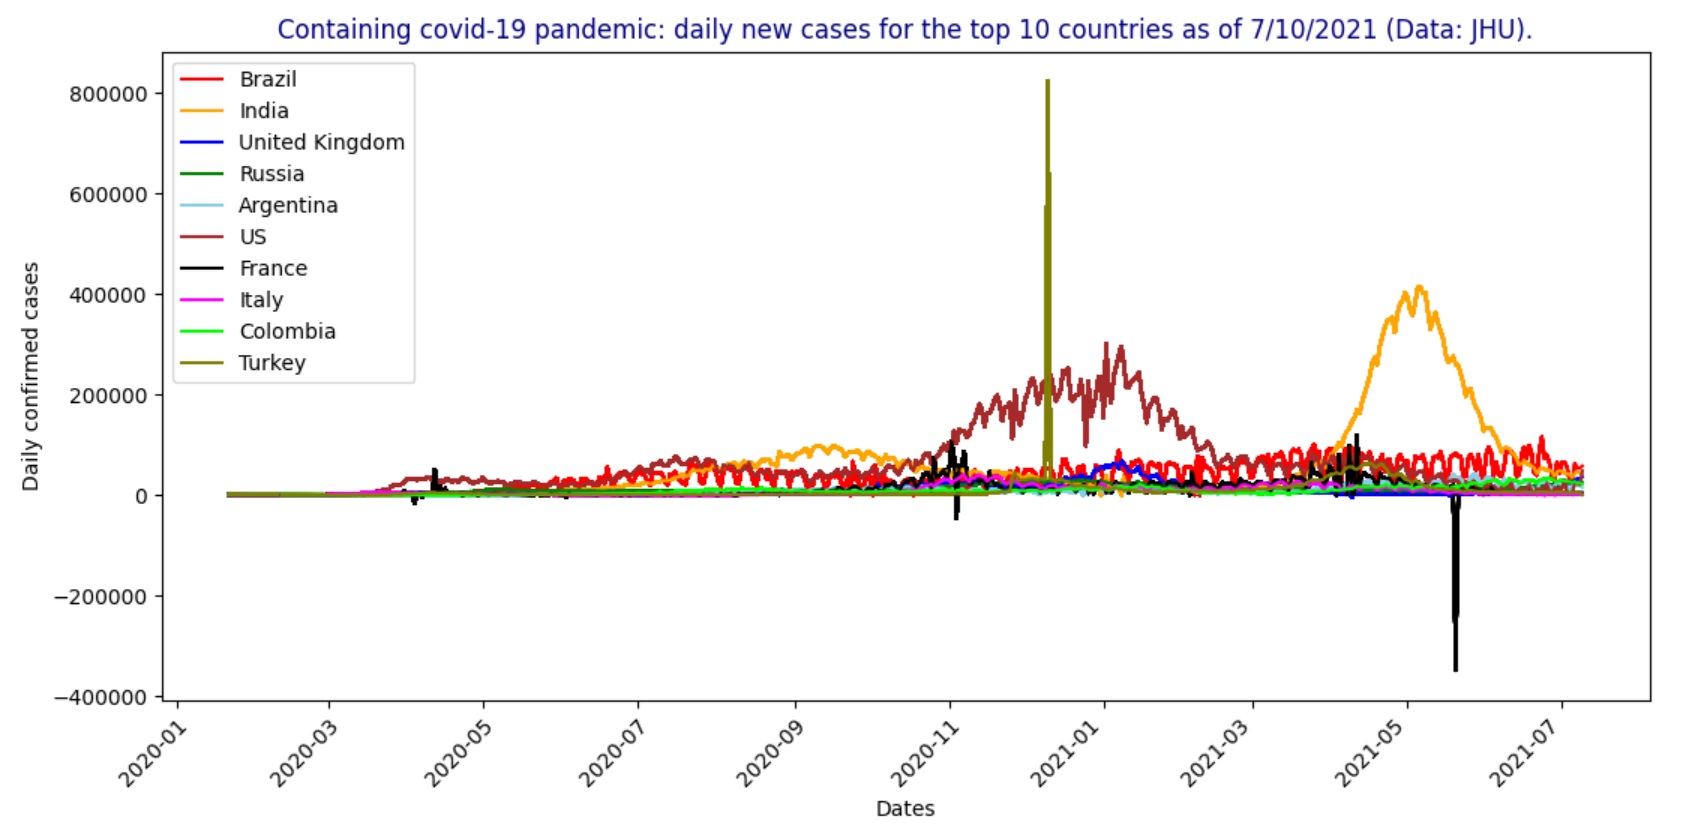 Containing covid-19 pandemic: daily new cases for the top 10 countries as of 7/10/2021 (Data: JHU).
Brazil
India
United Kingdom
Russia
Argentina
US
France
Italy
Colombia
Turkey
800000
600000
400000
200000
0
−200000
−400000
Daily confirmed cases
2020-01
2020-03
2020-05
2020-07
2020-09
2020-11
2021-01
2021-03
2021-05
2021-07
Dates